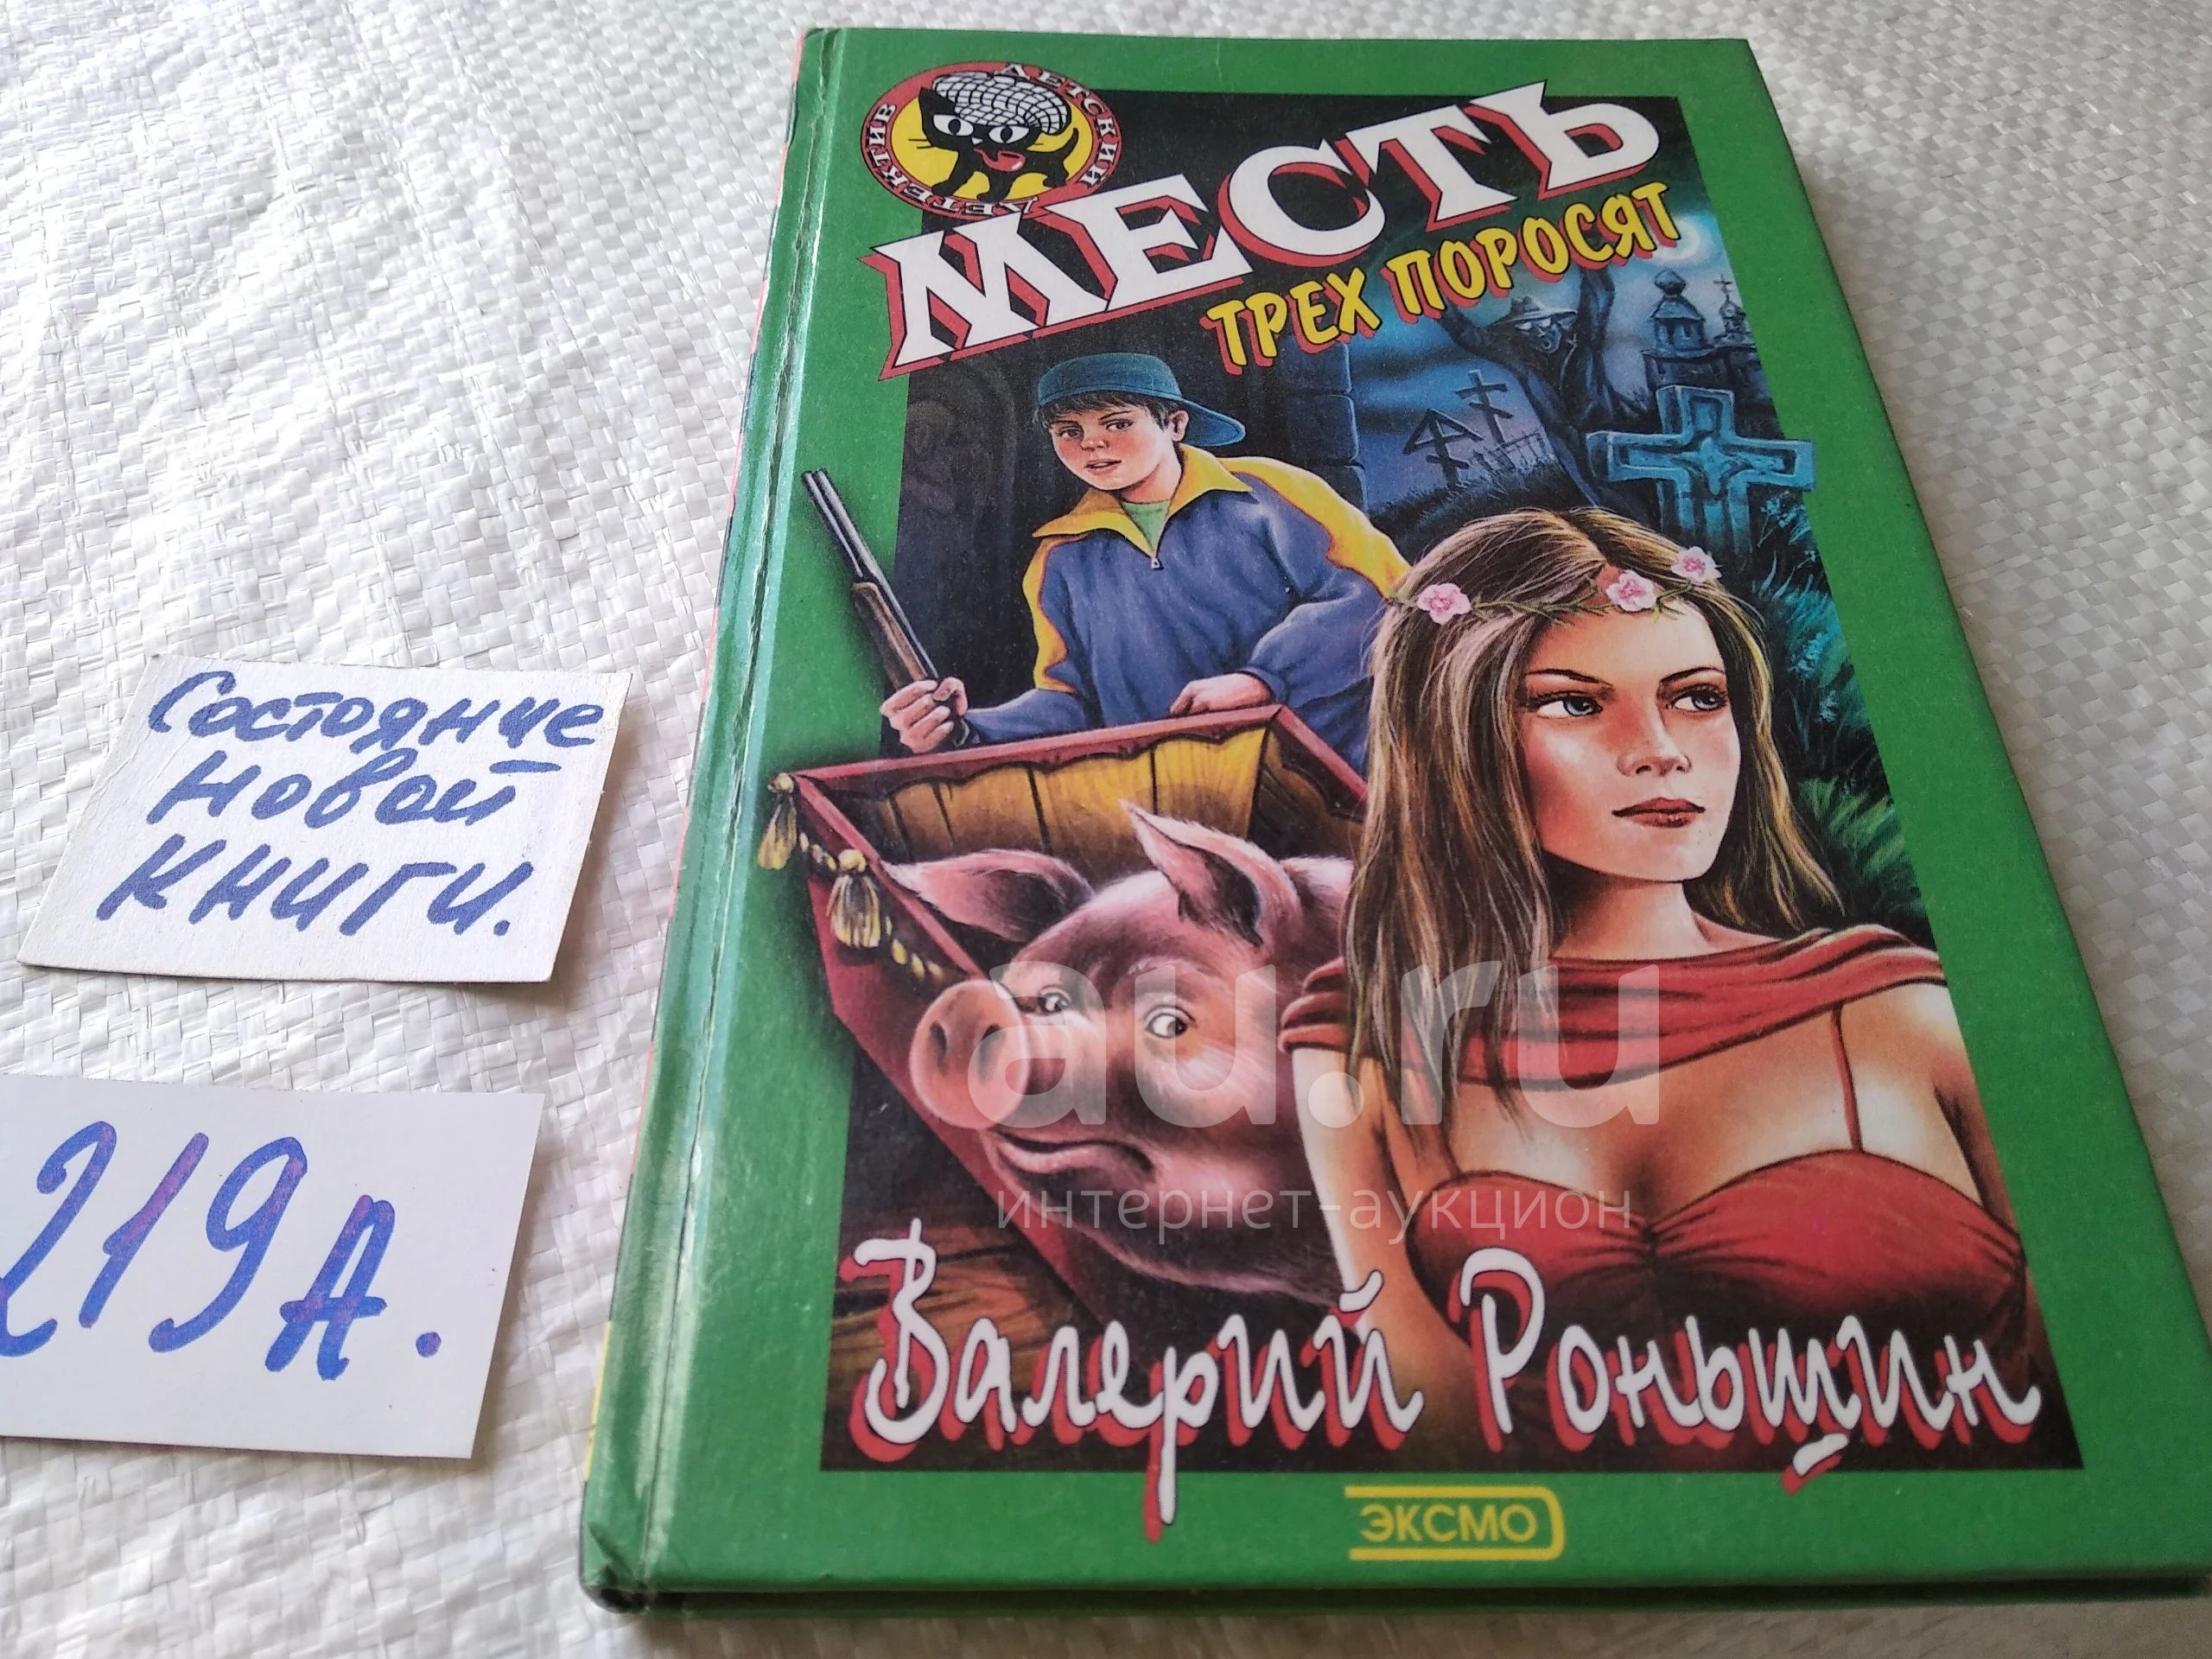 ДЕТСКИЙ ДЕТЕКТИВ
МЕСТЬ
ТРЕХ ПОРОСЯТ
Состояние
новой
книги.
219А.
au.ru
интернет-аукцион
Валерий Роньшин
ЭКСМО